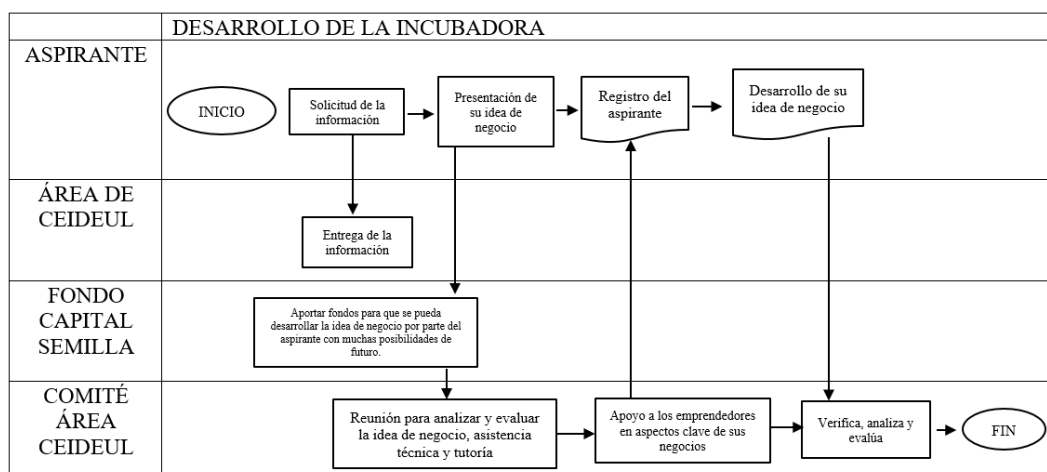 DESARROLLO DE LA INCUBADORA
ASPIRANTE
INICIO
Solicitud de la
información
Presentación de
su idea de
negocio
Registro del
aspirante
Desarrollo de su
idea de negocio
ÁREA DE
CEIDEUL
Entrega de la
información
FONDO
CAPITAL
SEMILLA
Aportar fondos para que se pueda
desarrollar la idea de negocio por parte del
aspirante con muchas posibilidades de
futuro.
COMITÉ
ÁREA
CEIDEUL
Reunión para analizar y evaluar
la idea de negocio, asistencia
técnica y tutoría
Apoyo a los emprendedores
en aspectos clave de sus
negocios
Verifica, analiza y
evalúa
FIN